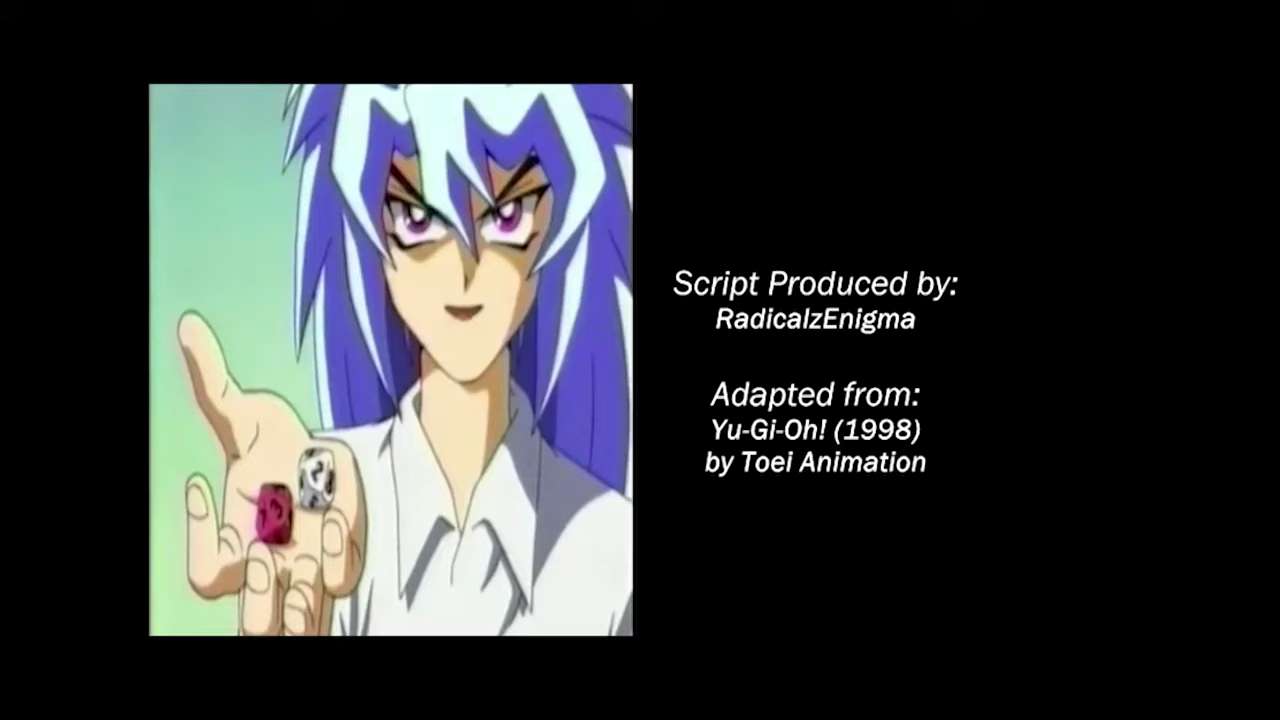 Script Produced by:
RadicalzEnigma
Adapted from:
Yu-Gi-Oh! (1998)
by Toei Animation